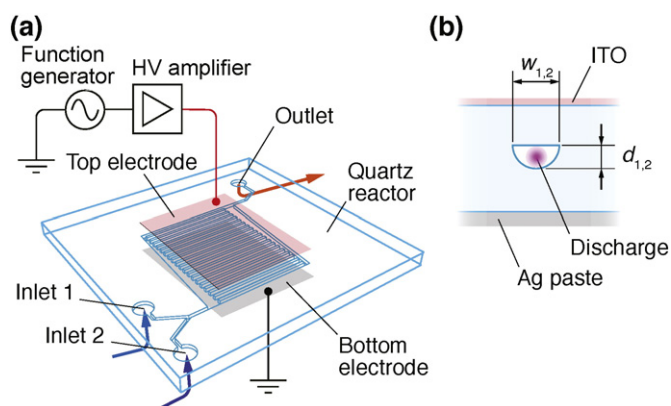 (a)
Function
generator
HV amplifier
Outlet
Top electrode
Quartz
reactor
Inlet 1
Inlet 2
Bottom
electrode
(b)
w1,2
ITO
d1,2
Discharge
Ag paste